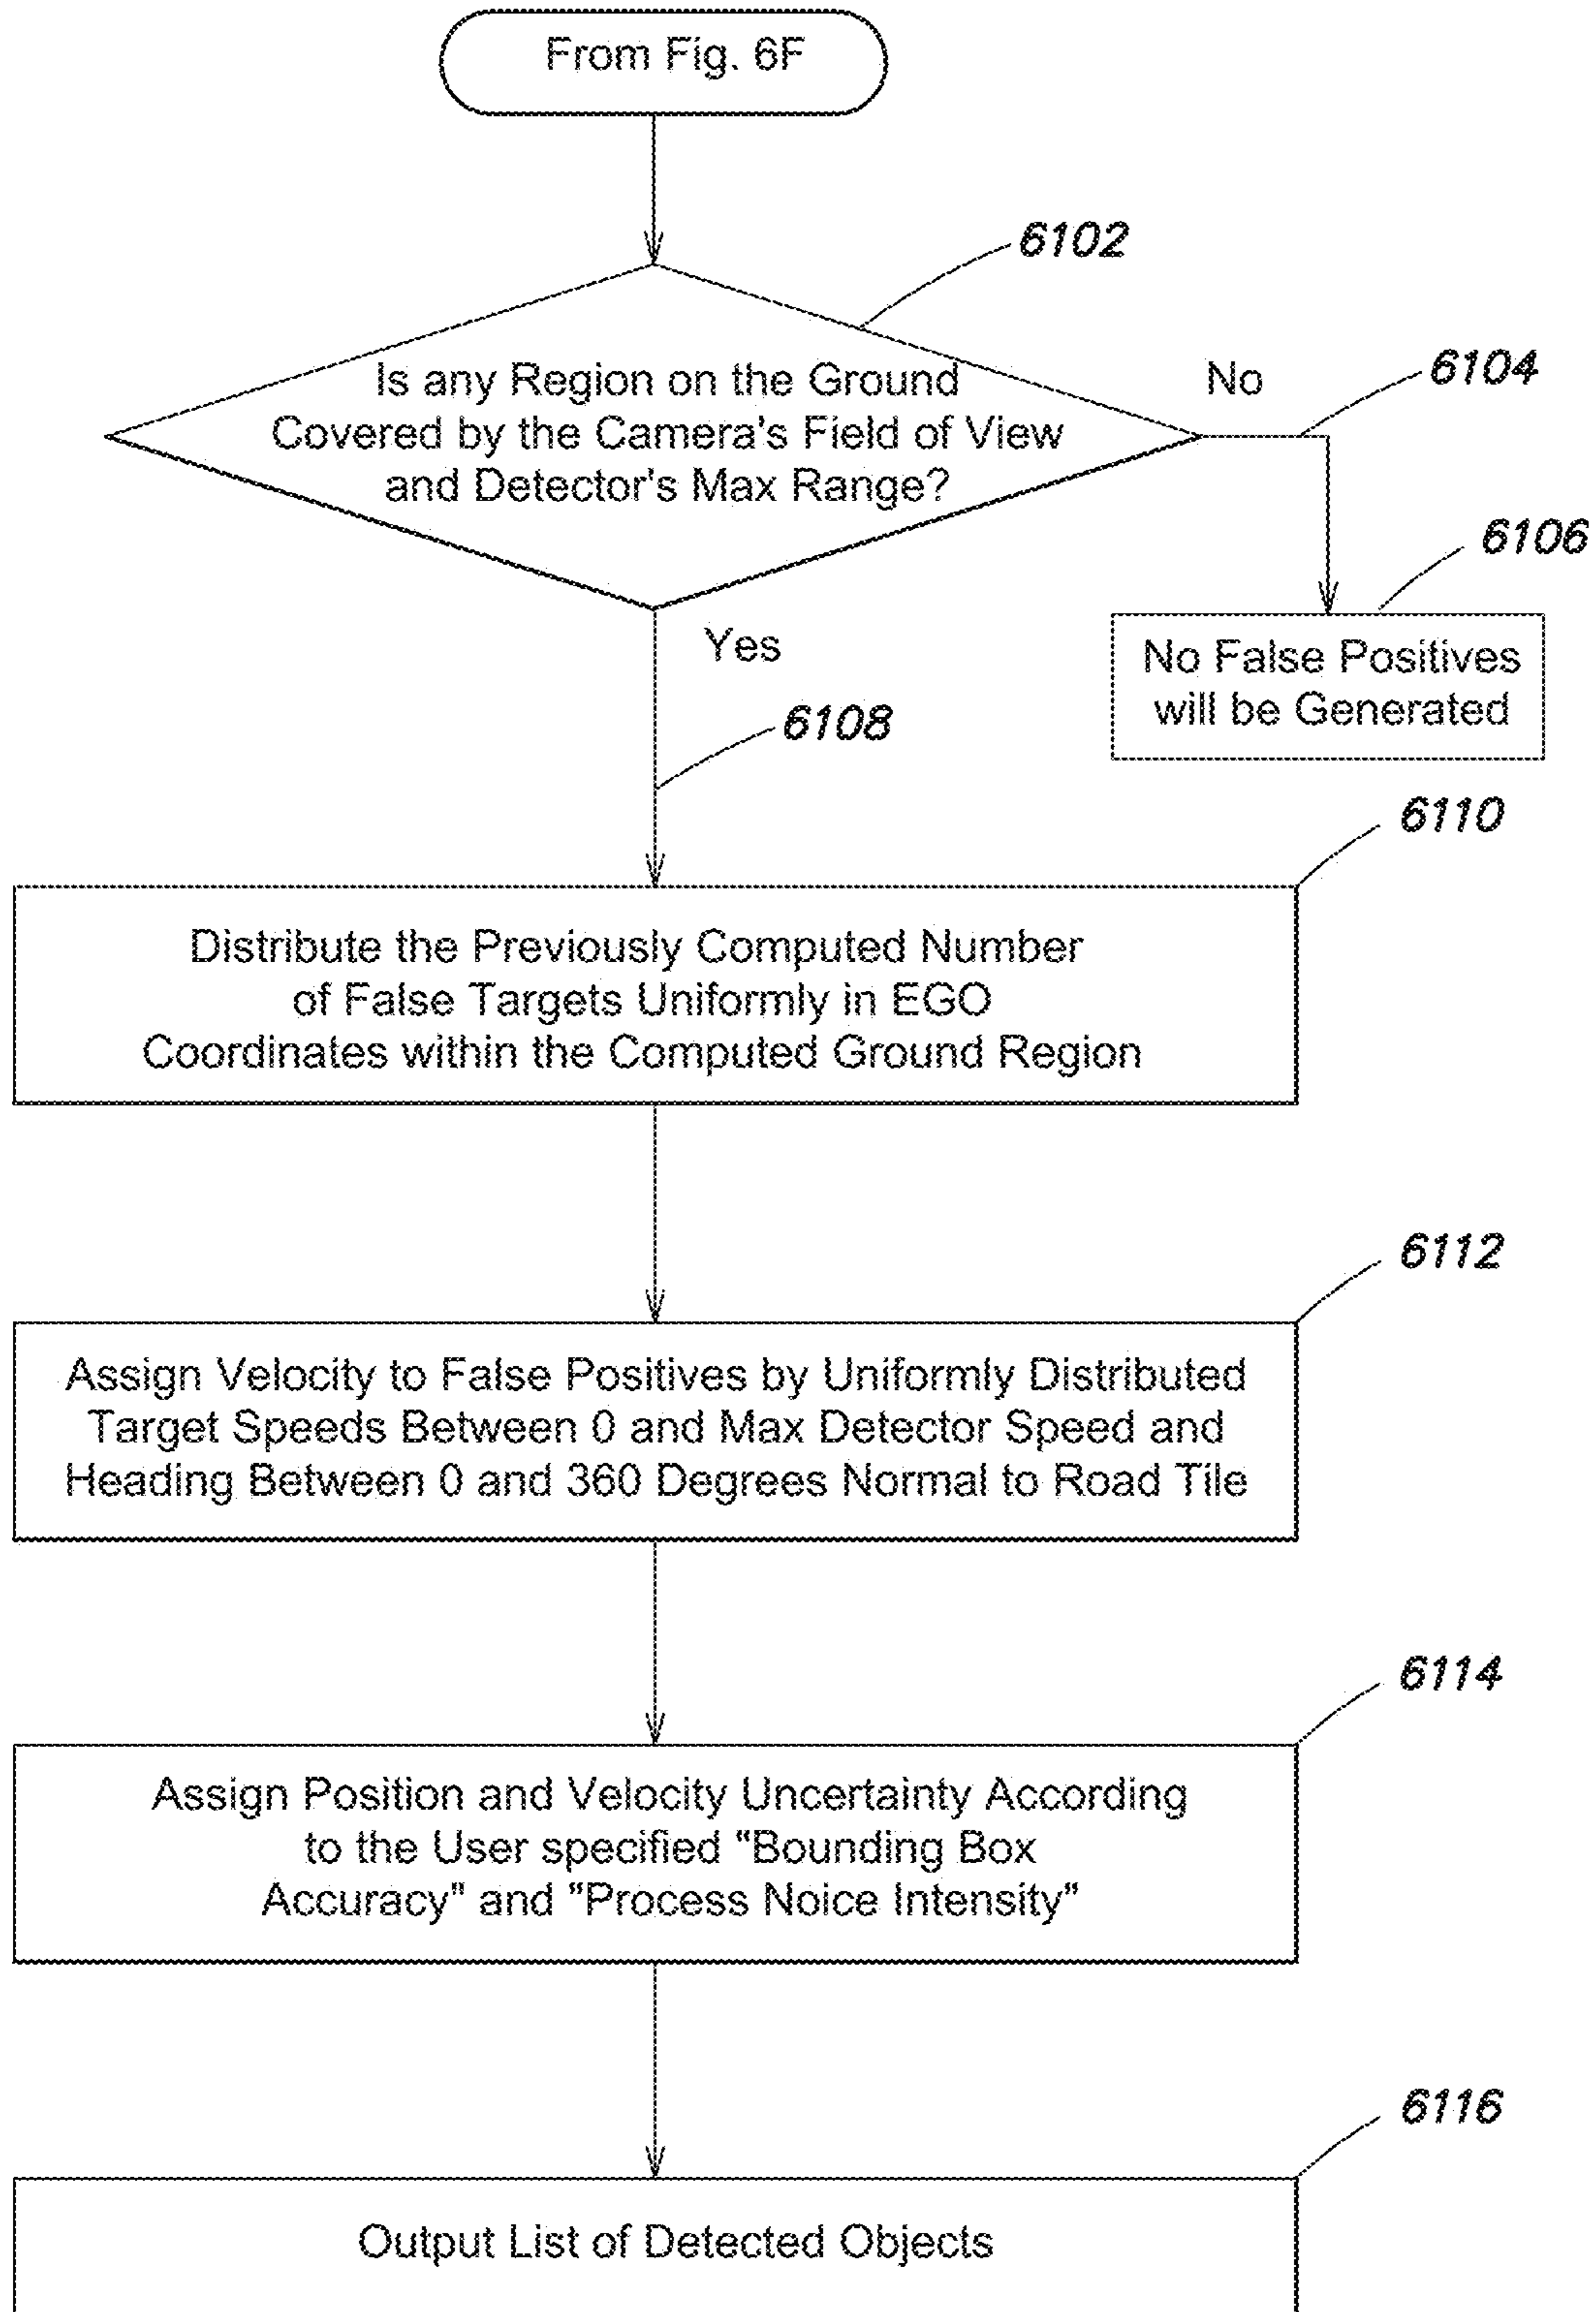 From Fig. 6F
6102
Is any Region on the Ground
Covered by the Camera's Field of View
and Detector's Max Range?
No
6104
6106
No False Positives
will be Generated
Yes
6108
6110
Distribute the Previously Computed Number
of False Targets Uniformly in EGO
Coordinates within the Computed Ground Region
6112
Assign Velocity to False Positives by Uniformly Distributed
Target Speeds Between 0 and Max Detector Speed and
Heading Between 0 and 360 Degrees Normal to Road Tile
6114
Assign Position and Velocity Uncertainty According
to the User specified "Bounding Box
Accuracy" and "Process Noice Intensity"
6116
Output List of Detected Objects